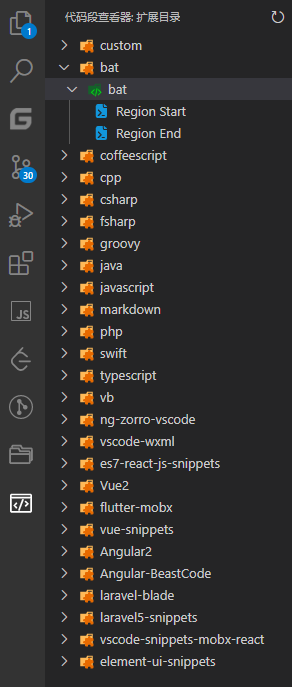 代码段查看器: 扩展目录
custom
1
bat
bat
Region Start
Region End
coffeescript
30
cpp
csharp
fsharp
groovy
java
javascript
JS
markdown
php
swift
typescript
vb
ng-zorro-vscode
vscode-wxml
es7-react-js-snippets
Vue2
flutter-mobx
vue-snippets
Angular2
Angular-BeastCode
laravel-blade
laravel5-snippets
vscode-snippets-mobx-react
element-ui-snippets